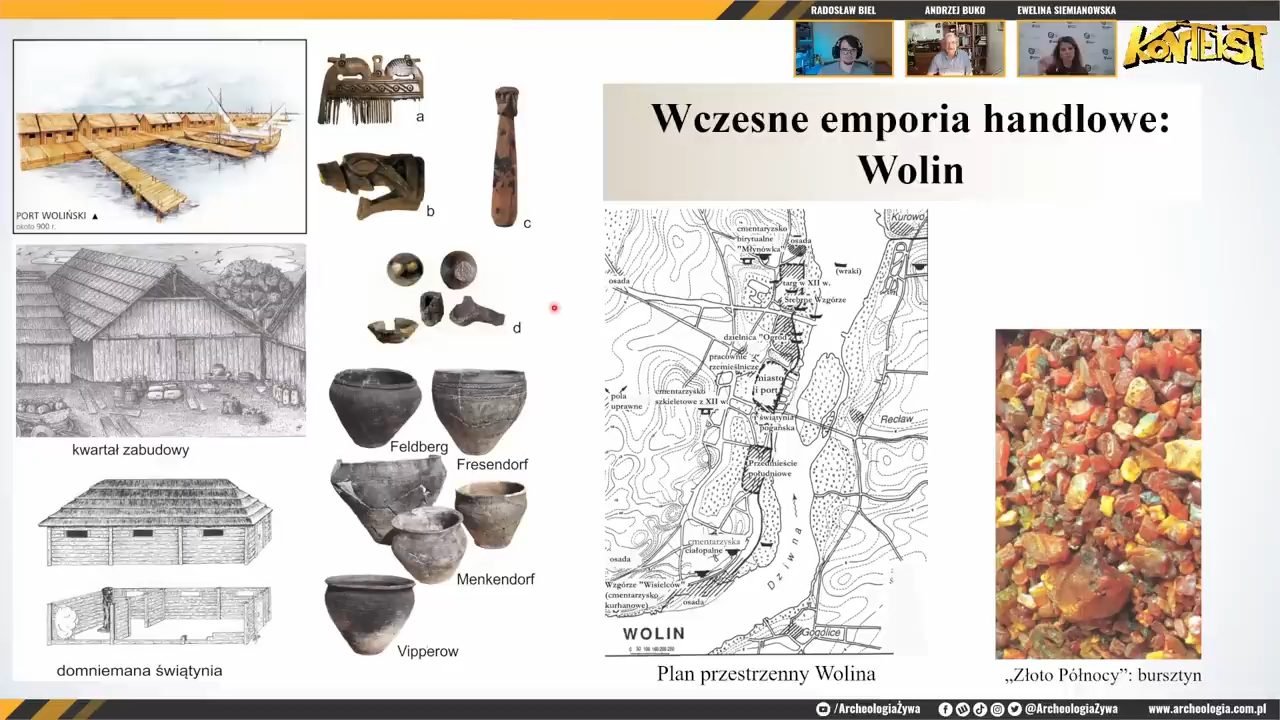 RADOSŁAW BIEL
ANDRZEJ BUKO
EWELINA SIEMIANOWSKA
KONTEKST
Wczesne emporia handlowe:
Wolin
PORT WOLIŃSKI ▲
około 900 r.
kwartał zabudowy
domniemana świątynia
a
b
c
d
Feldberg
Fresendorf
Menkendorf
Vipperow
Kurowo
cmentarzysko
birytualne
"Młynówka"
osada
(wraki)
osada
targ w XII w.
Srebrne Wzgórze
dzielnica "Ogrody"
pracownie
rzemieślnicze
miasto
i port
pola
uprawne
cmentarzysko
szkieletowe z XII w.
świątynia
pogańska
Recław
Przedmieście
południowe
cmentarzyska
ciałopalne
Dziwna
osada
Wzgórze "Wisielców"
(cmentarzysko
kurhanowe)
osada
WOLIN
Gogolice
Plan przestrzenny Wolina
„Złoto Północy”: bursztyn
/ArcheologiaŻywa
@ArcheologiaŻywa
www.archeologia.com.pl